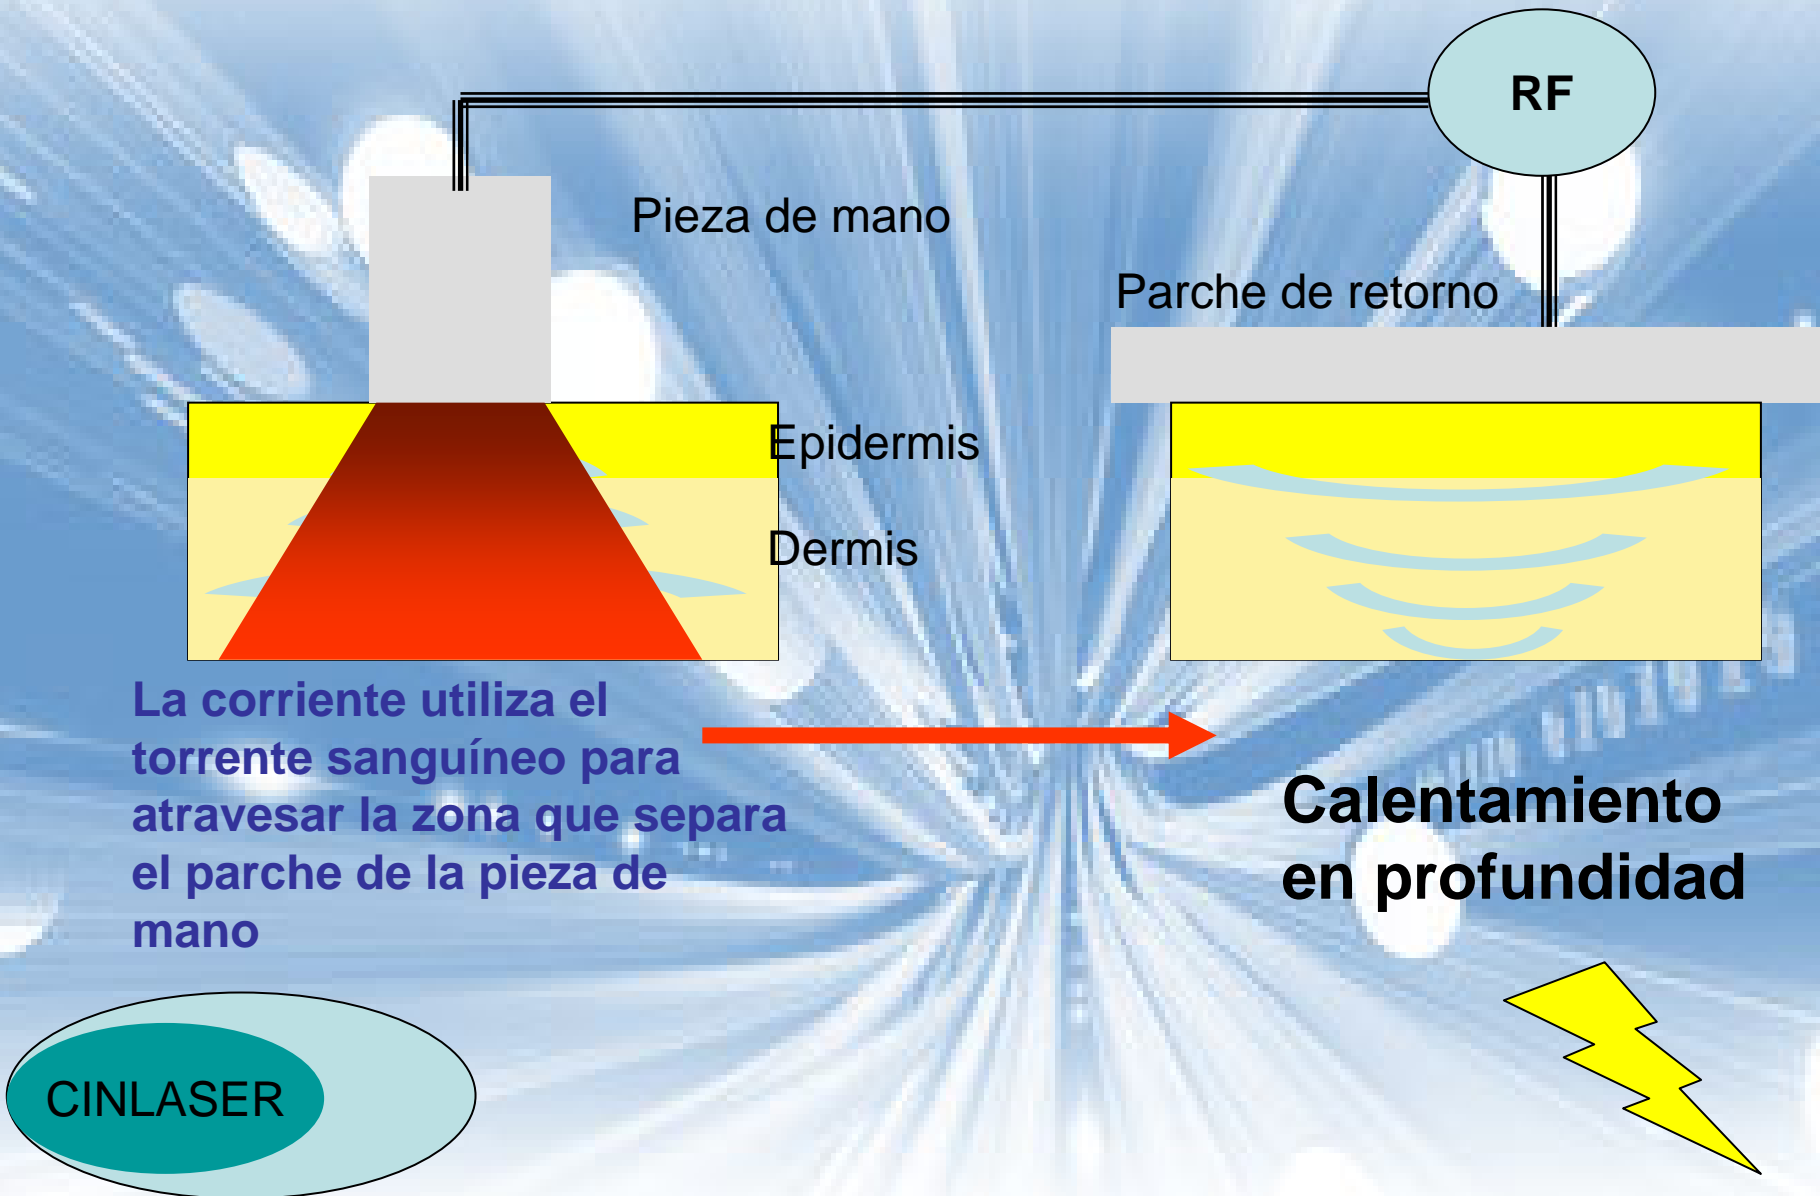 RF
Pieza de mano
Parche de retorno
Epidermis
Dermis
La corriente utiliza el
torrente sanguíneo para
atravesar la zona que separa
el parche de la pieza de
mano
Calentamiento
en profundidad
CINLASER